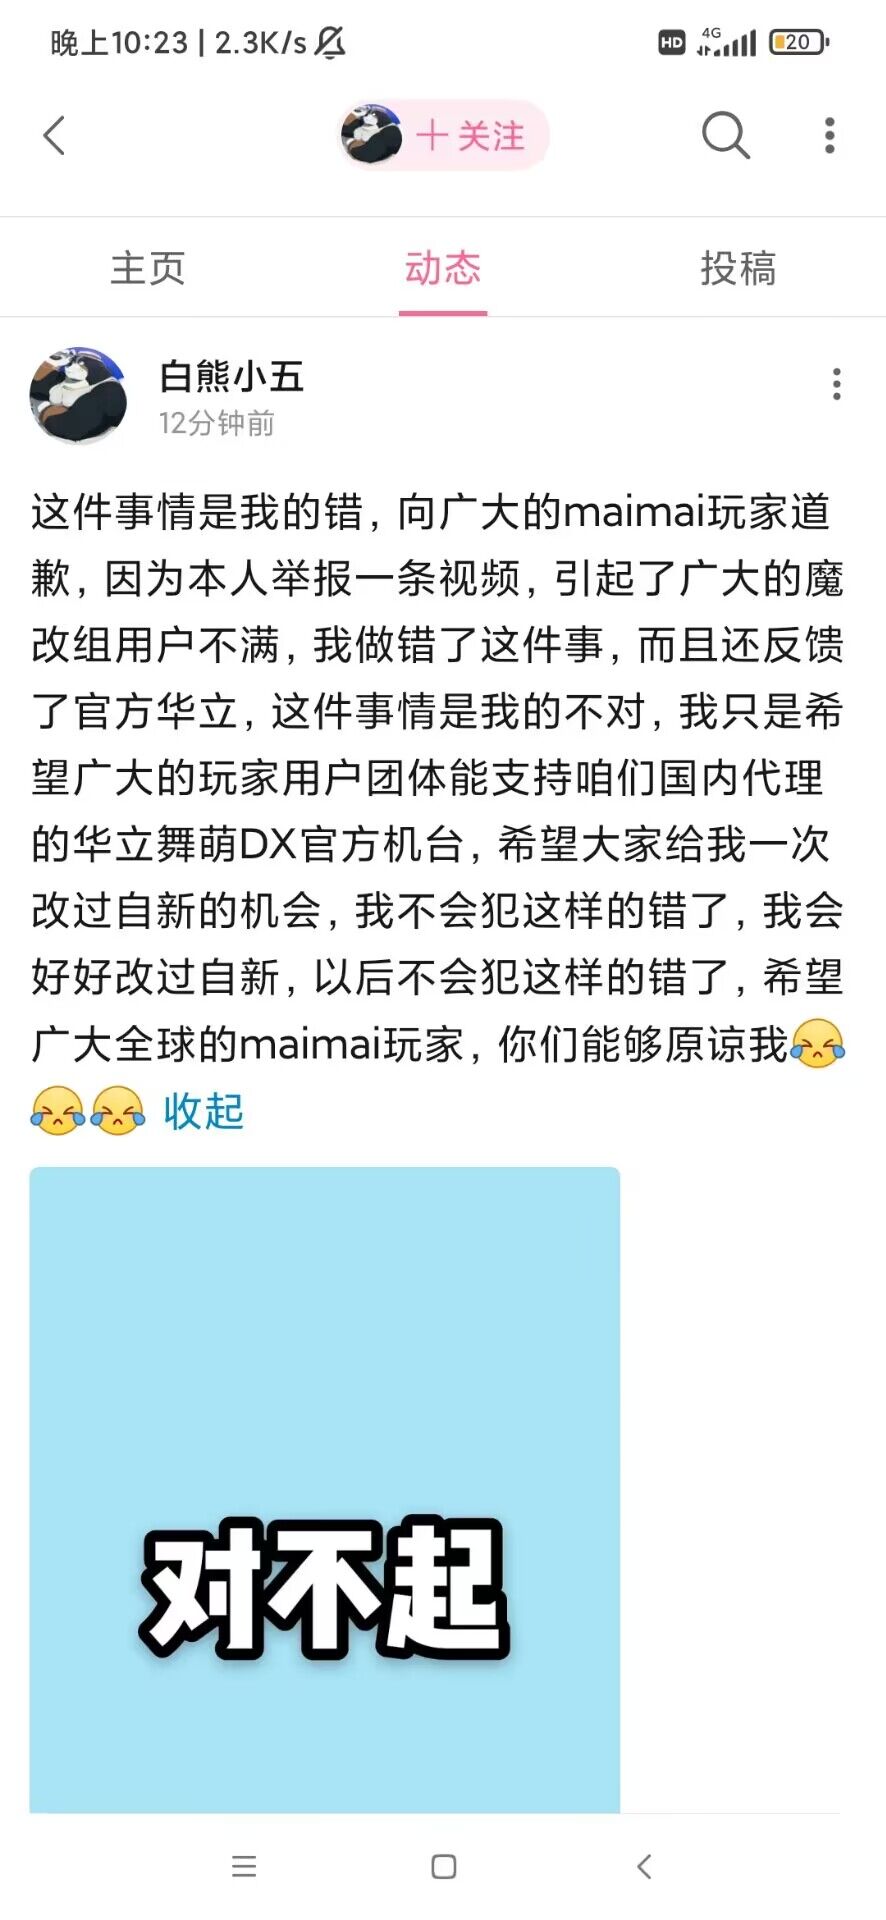 晚上10:23 | 2.3K/s
HD 4G 20
+ 关注
主页 动态 投稿
白熊小五
12分钟前
这件事情是我的错，向广大的maimai玩家道
歉，因为本人举报一条视频，引起了广大的魔
改组用户不满，我做错了这件事，而且还反馈
了官方华立，这件事情是我的不对，我只是希
望广大的玩家用户团体能支持咱们国内代理
的华立舞萌DX官方机台，希望大家给我一次
改过自新的机会，我不会犯这样的错了，我会
好好改过自新，以后不会犯这样的错了，希望
广大全球的maimai玩家，你们能够原谅我😭
😭😭 收起
对不起